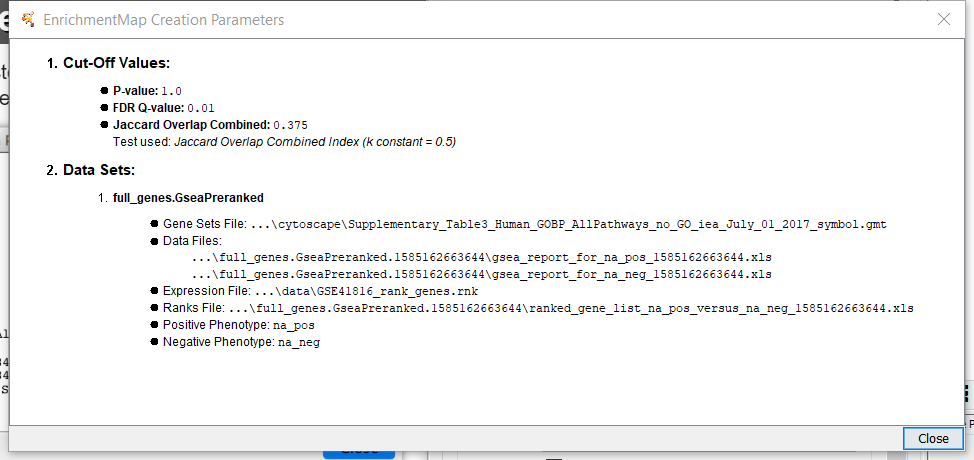 EnrichmentMap Creation Parameters
1. Cut-Off Values:
P-value: 1.0
FDR Q-value: 0.01
Jaccard Overlap Combined: 0.375
Test used: Jaccard Overlap Combined Index (k constant = 0.5)
2. Data Sets:
1. full_genes.GseaPreranked
Gene Sets File: ...\cytoscape\Supplementary_Table3_Human_GOBP_AllPathways_no_GO_iea_July_01_2017_symbol.gmt
Data Files:
...\full_genes.GseaPreranked.1585162663644\gsea_report_for_na_pos_1585162663644.xls
...\full_genes.GseaPreranked.1585162663644\gsea_report_for_na_neg_1585162663644.xls
Expression File: ...\data\GSE41816_rank_genes.rnk
Ranks File: ...\full_genes.GseaPreranked.1585162663644\ranked_gene_list_na_pos_versus_na_neg_1585162663644.xls
Positive Phenotype: na_pos
Negative Phenotype: na_neg
Close